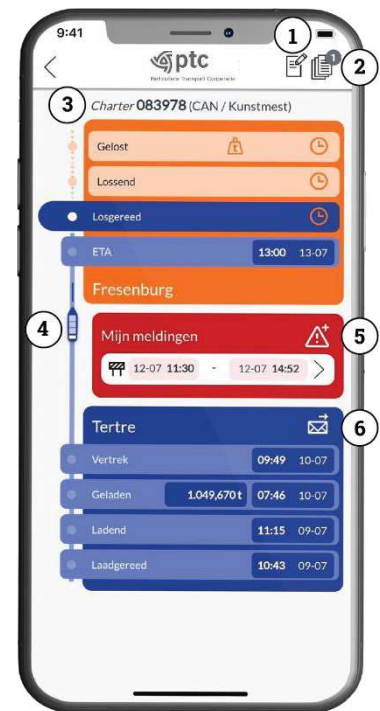 9:41
1
ptc
Particuliere Transport Coöperatie
1
2
3
Charter 083978 (CAN / Kunstmest)
Gelost t
Lossend
Losgereed
ETA 13:00 13-07
Fresenburg
4
Mijn meldingen
5
12-07 11:30 - 12-07 14:52
Tertre
6
Vertrek 09:49 10-07
Geladen 1.049,670 t 07:46 10-07
Ladend 11:15 09-07
Laadgereed 10:43 09-07